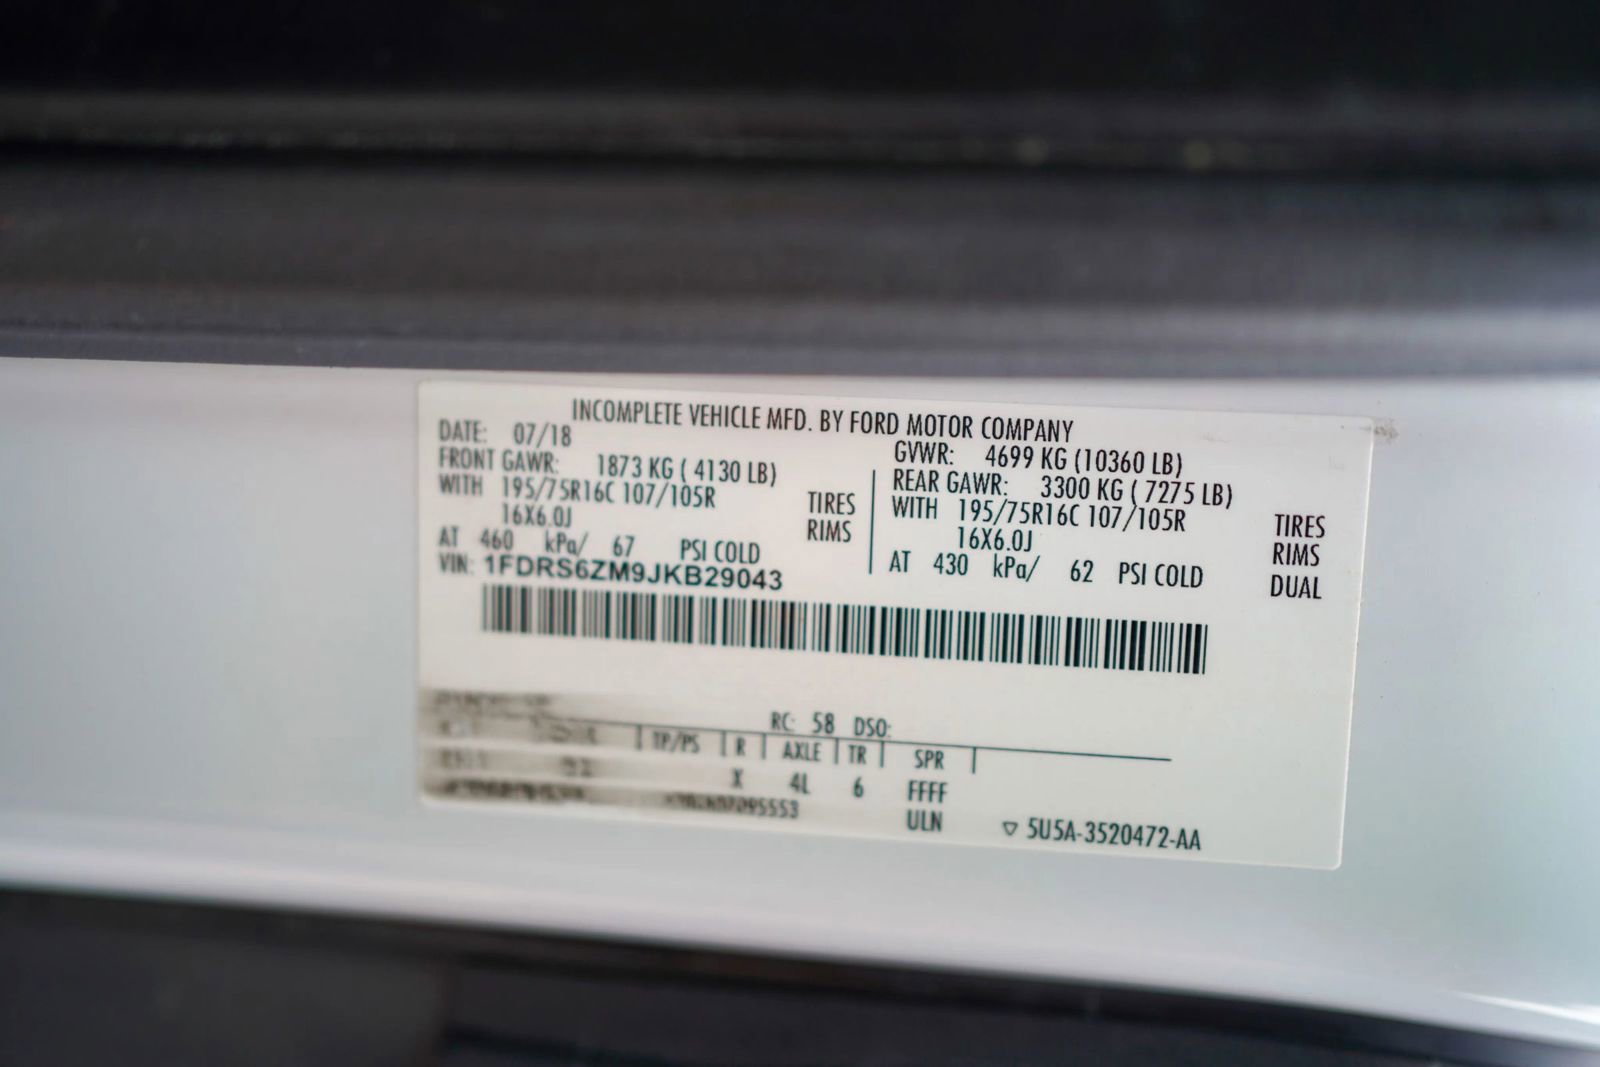 INCOMPLETE VEHICLE MFD. BY FORD MOTOR COMPANY
DATE: 07/18 GVWR: 4699 KG (10360 LB)
FRONT GAWR: 1873 KG ( 4130 LB) REAR GAWR: 3300 KG ( 7275 LB)
WITH 195/75R16C 107/105R TIRES WITH 195/75R16C 107/105R TIRES
16X6.0J RIMS 16X6.0J RIMS
AT 460 kPa/ 67 PSI COLD AT 430 kPa/ 62 PSI COLD DUAL
VIN: 1FDRS6ZM9JKB29043
RC: 58 DSO:
TP/PS R AXLE TR SPR
X 4L 6 FFFF
ULN ▽ 5U5A-3520472-AA